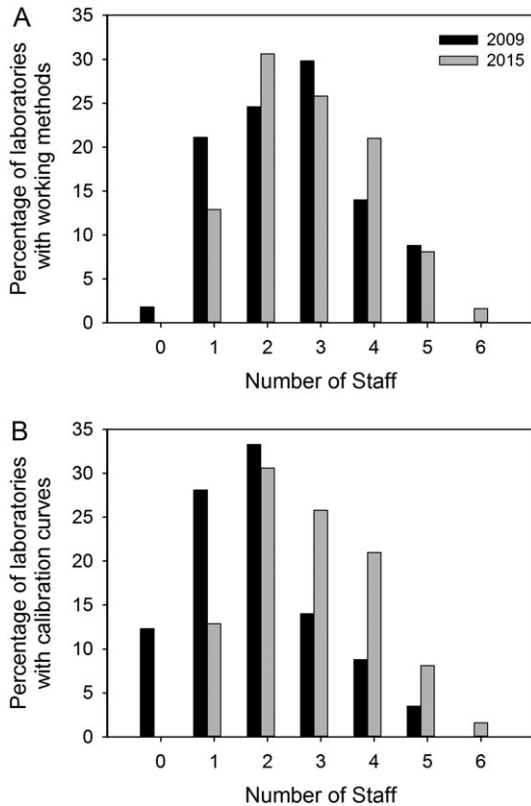 A
Percentage of laboratories
with working methods
35
30
25
20
15
10
5
0
2009
2015
0 1 2 3 4 5 6
Number of Staff
B
Percentage of laboratories
with calibration curves
35
30
25
20
15
10
5
0
0 1 2 3 4 5 6
Number of Staff